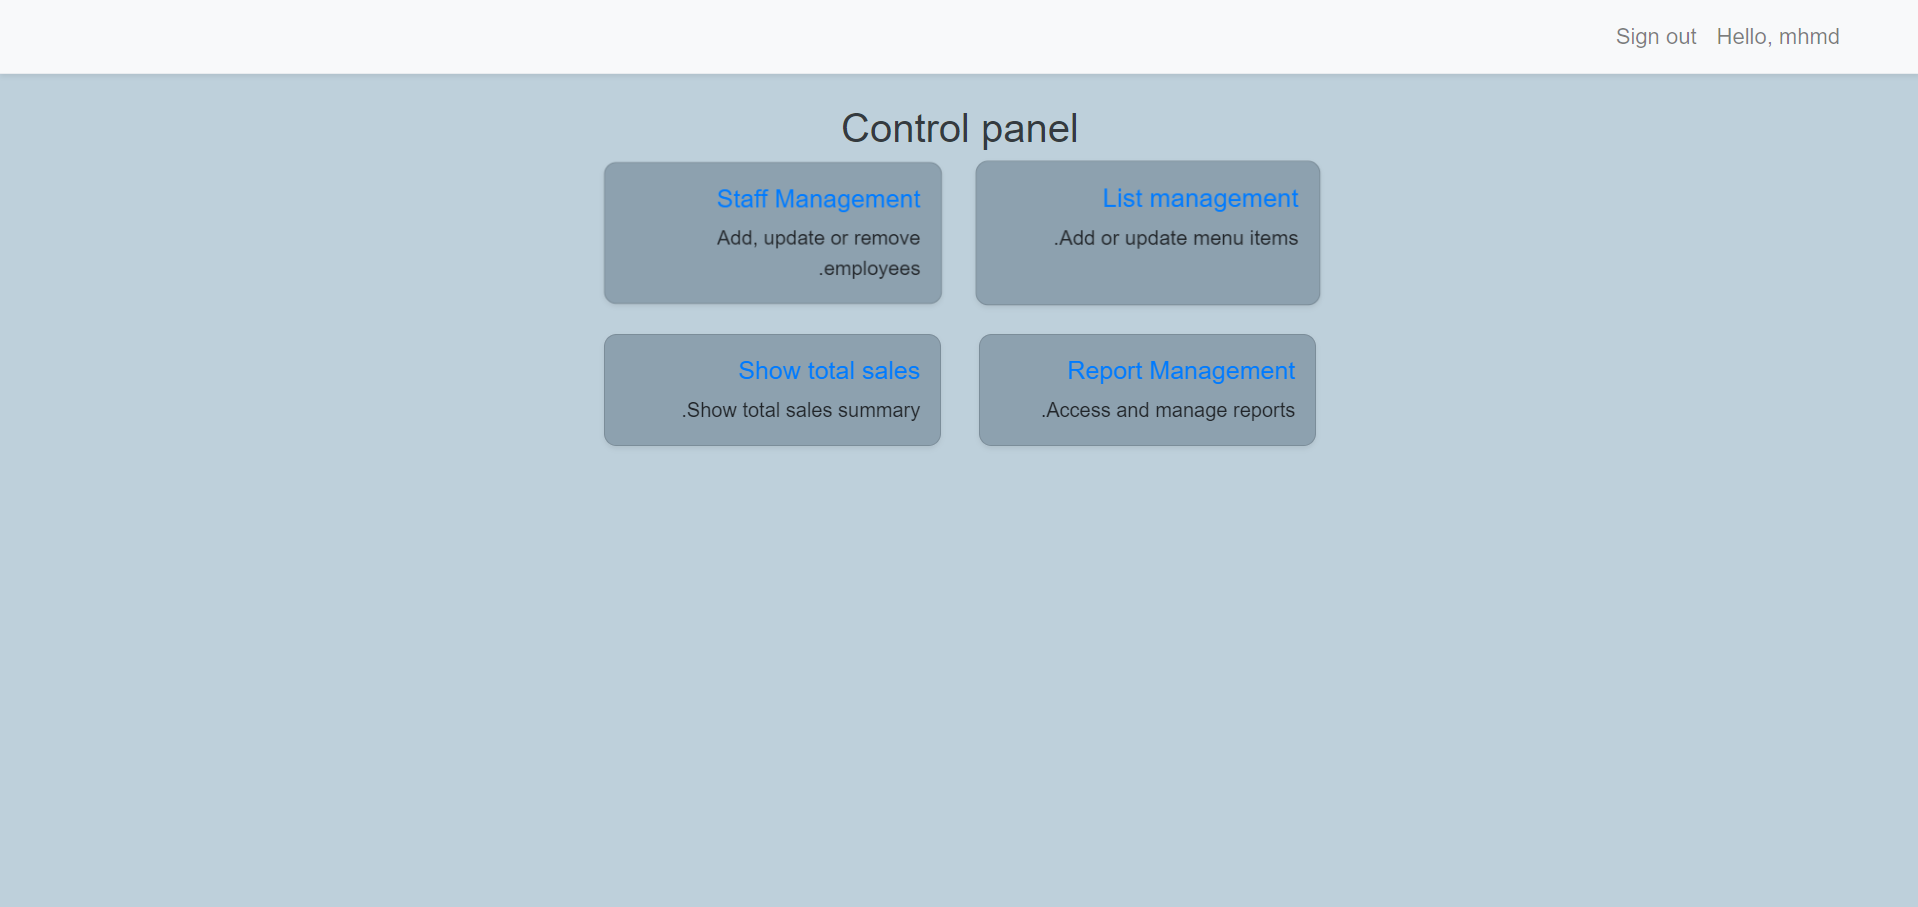 Sign out Hello, mhmd
Control panel
Staff Management
Add, update or remove
.employees
List management
.Add or update menu items
Show total sales
.Show total sales summary
Report Management
.Access and manage reports